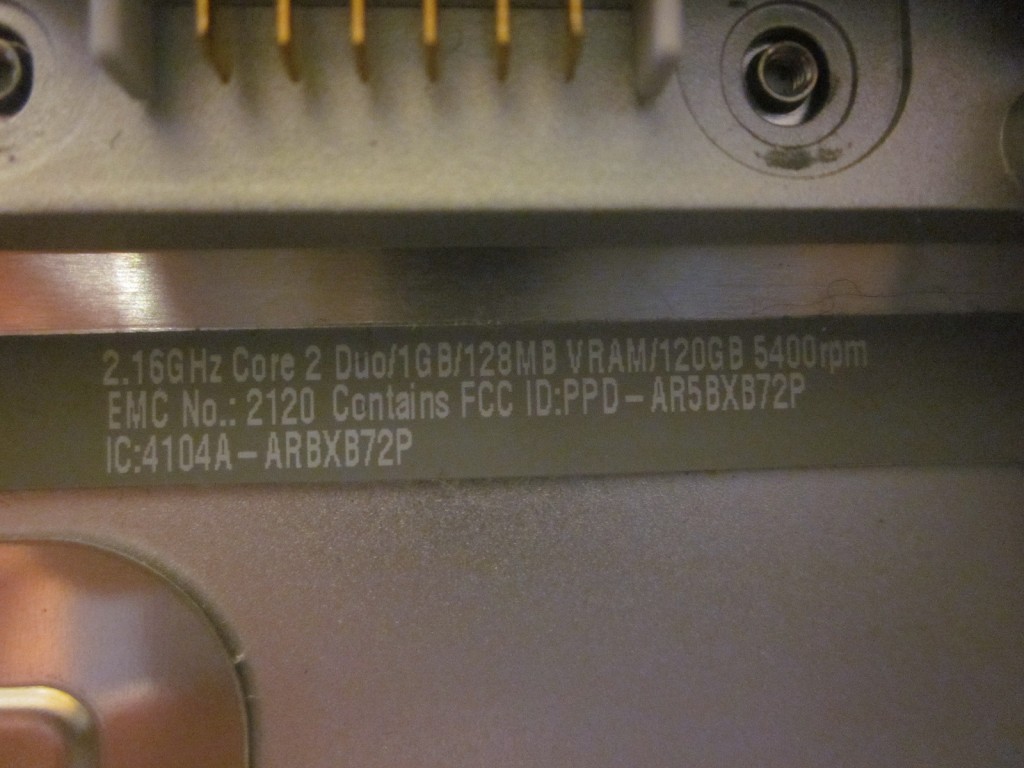 2.16GHz Core 2 Duo/1GB/128MB VRAM/120GB 5400rpm
EMC No.: 2120 Contains FCC ID:PPD-AR5BXB72P
IC:4104A-ARBXB72P